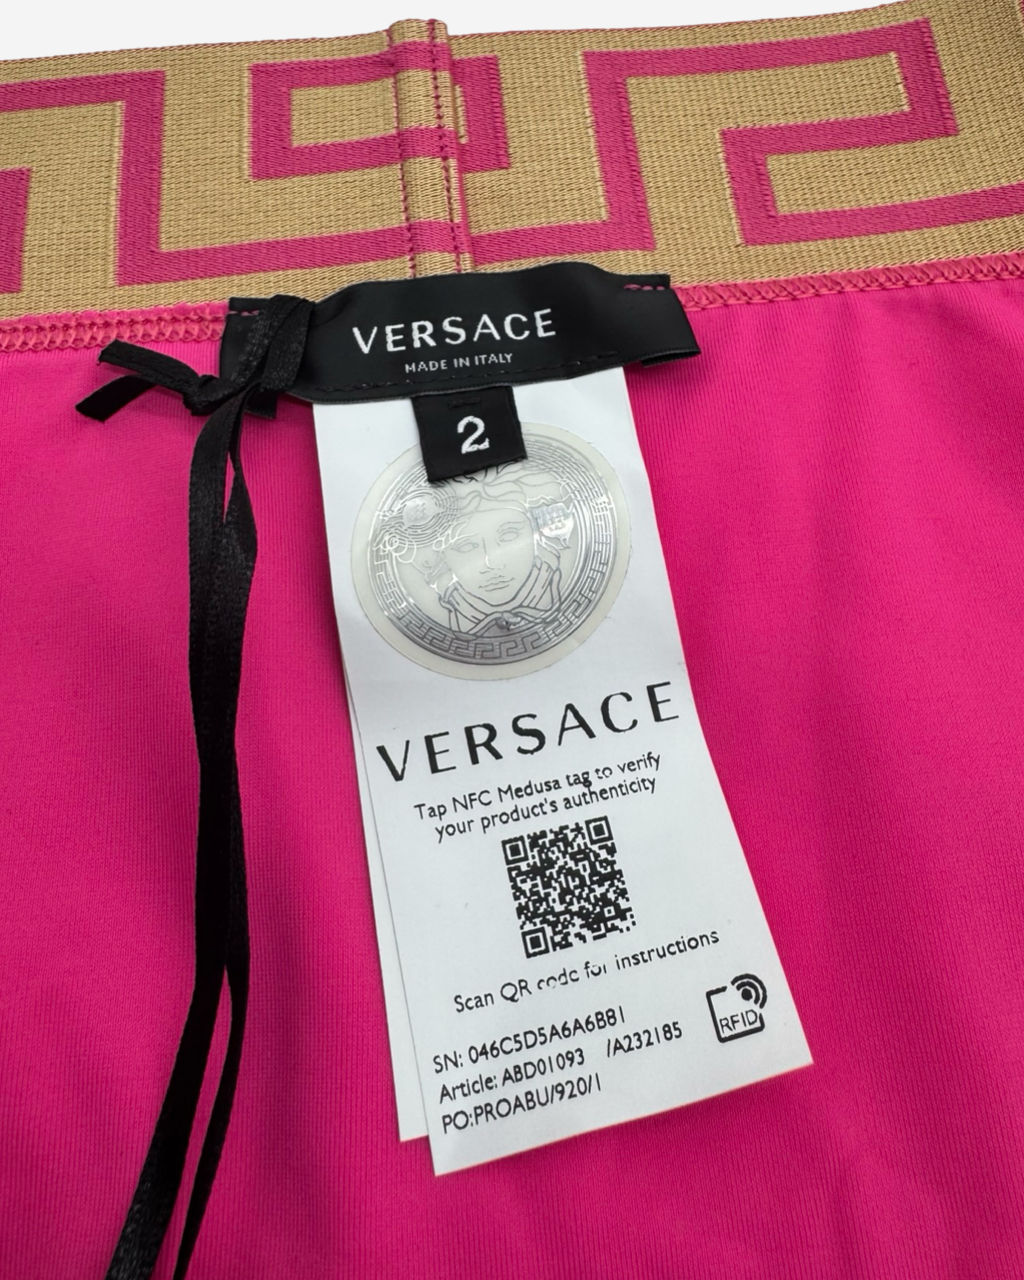 VERSACE
MADE IN ITALY
2
VERSACE
Tap NFC Medusa tag to verify
your product's authenticity
Scan QR code for instructions
SN: 046C5D5A6A6B81
Article: ABD01093 /A232185
PO:PROABU/920/1
RFID